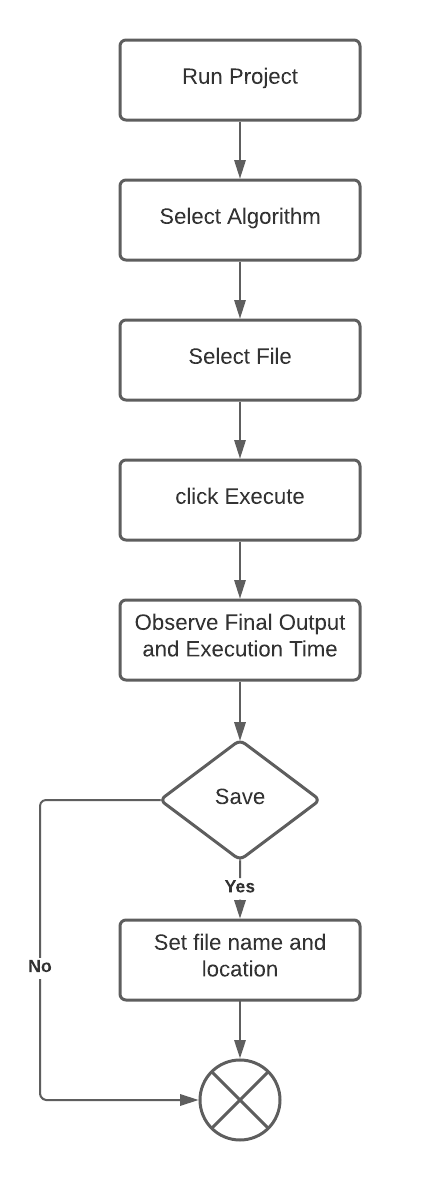 Run Project
Select Algorithm
Select File
click Execute
Observe Final Output
and Execution Time
Save
Yes
Set file name and
location
No